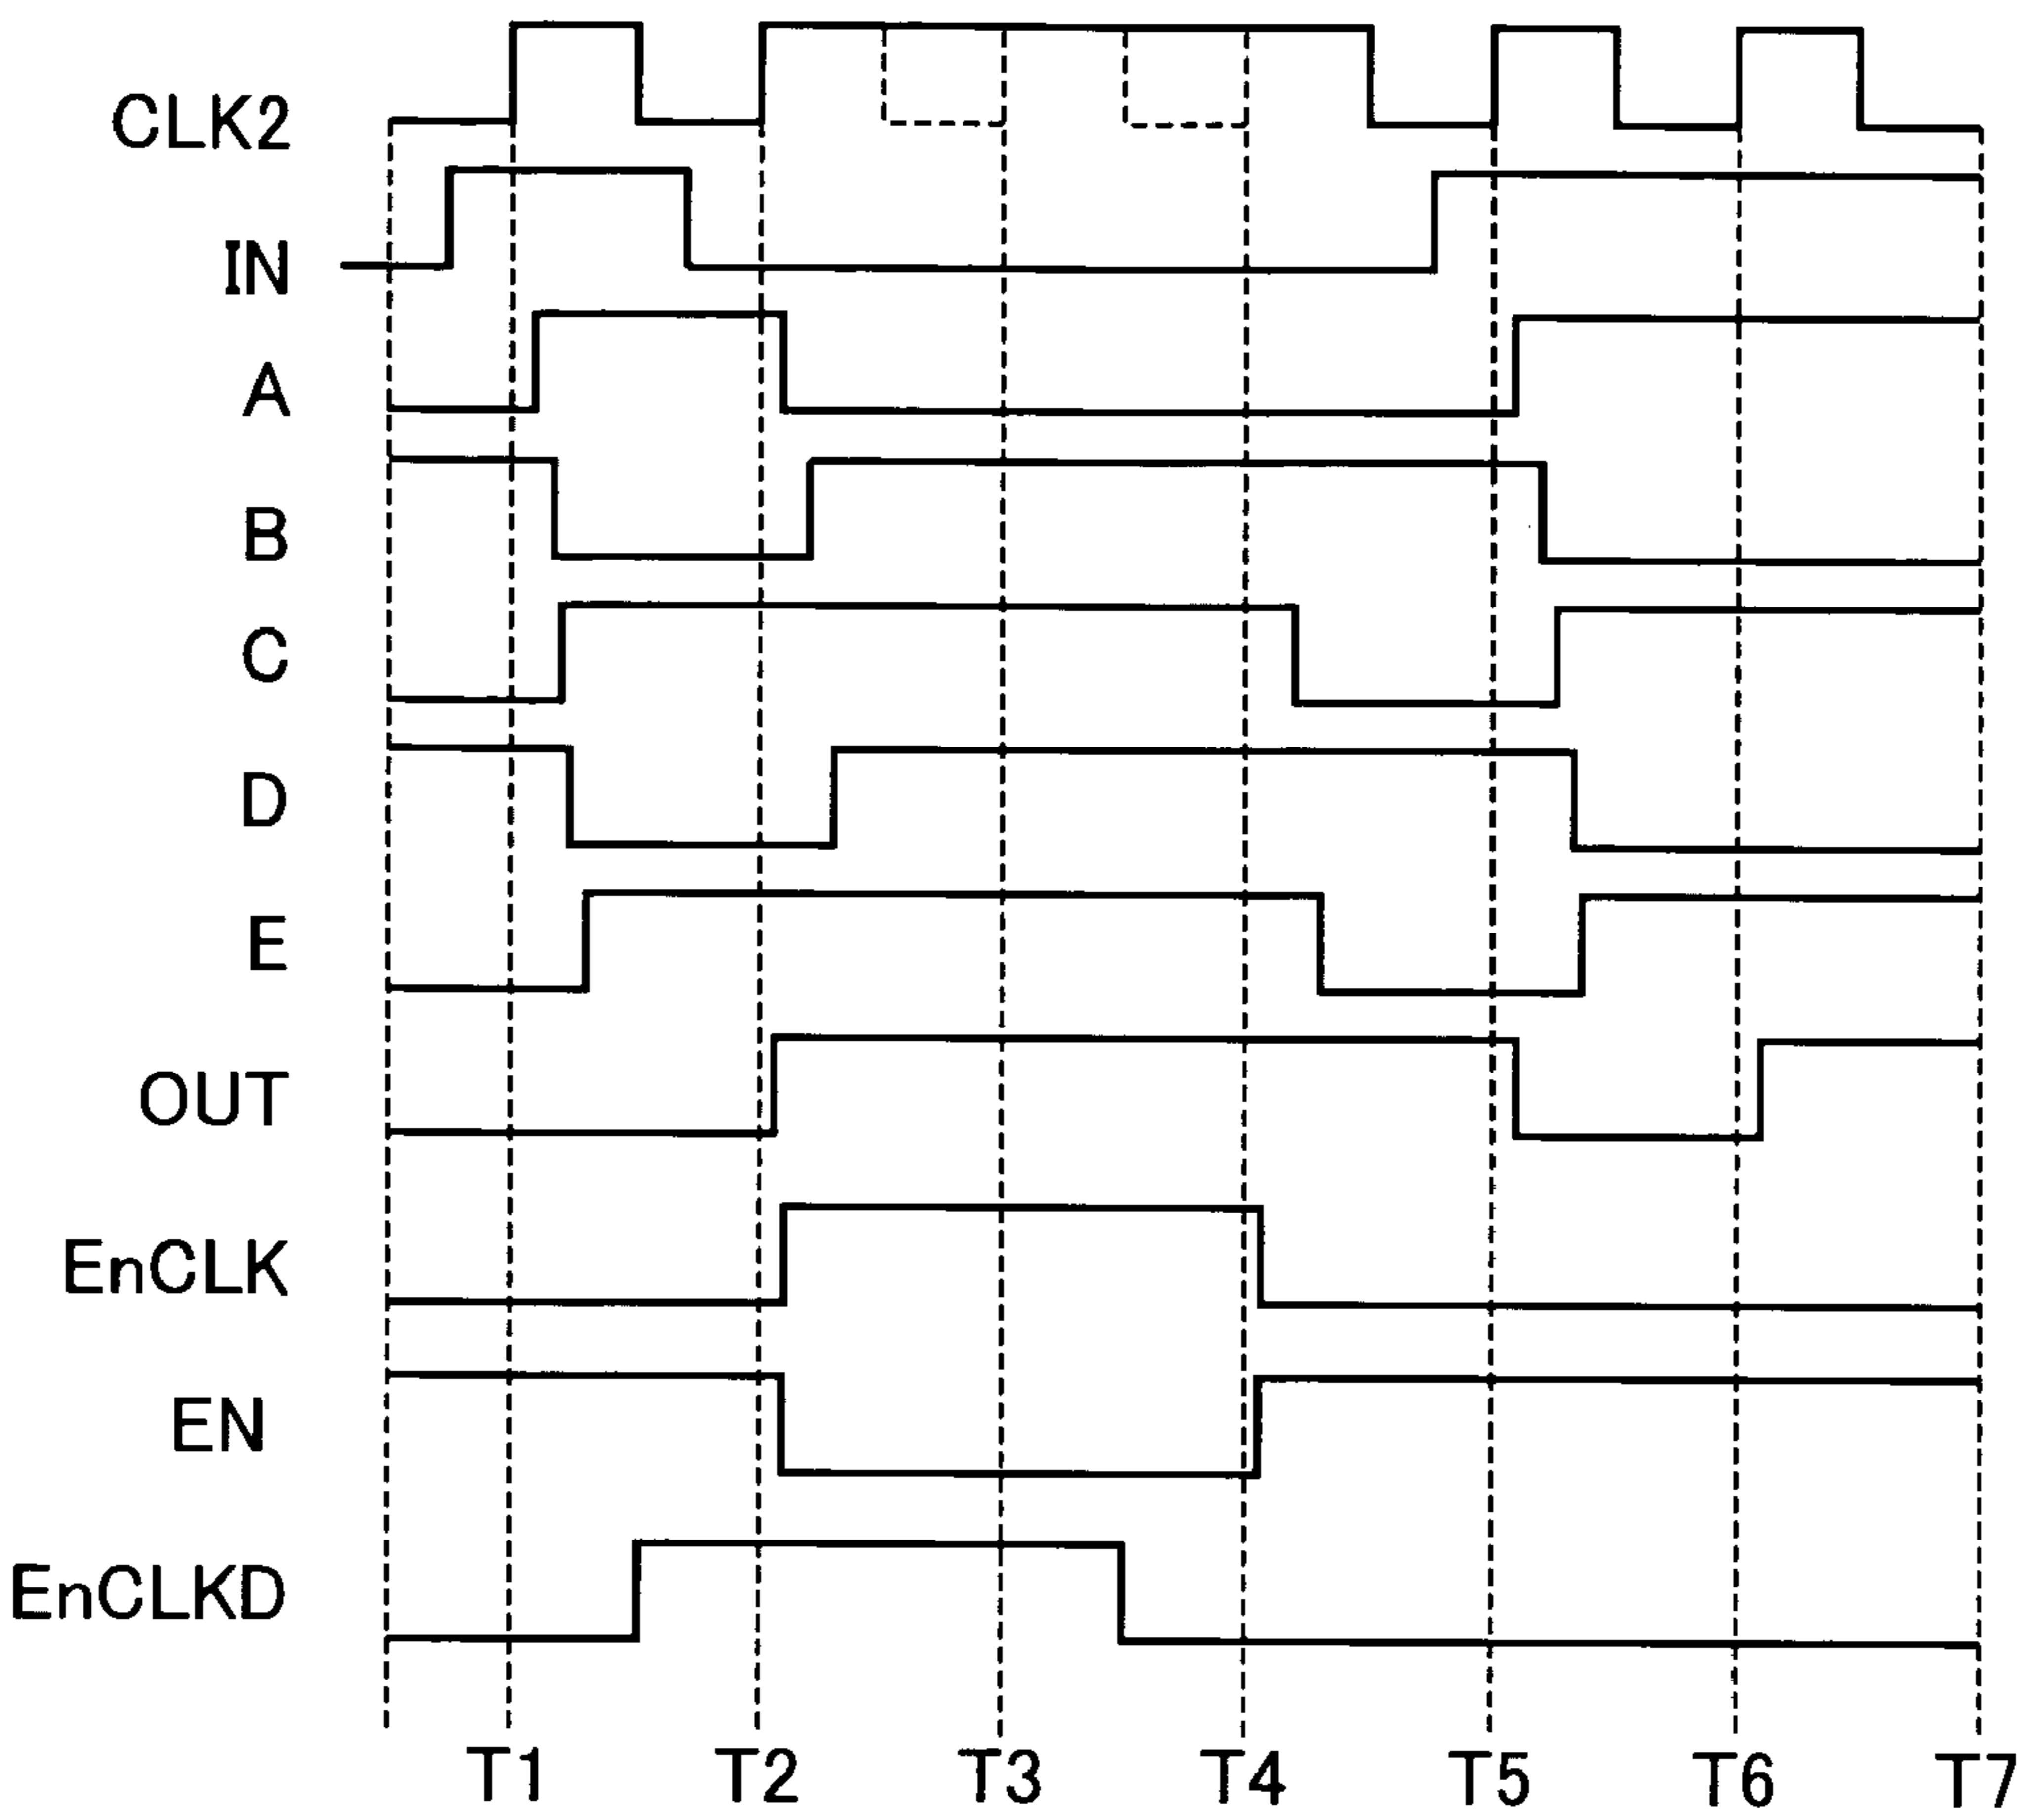 CLK2
IN
A
B
C
D
E
OUT
EnCLK
EN
EnCLKD
T1 T2 T3 T4 T5 T6 T7